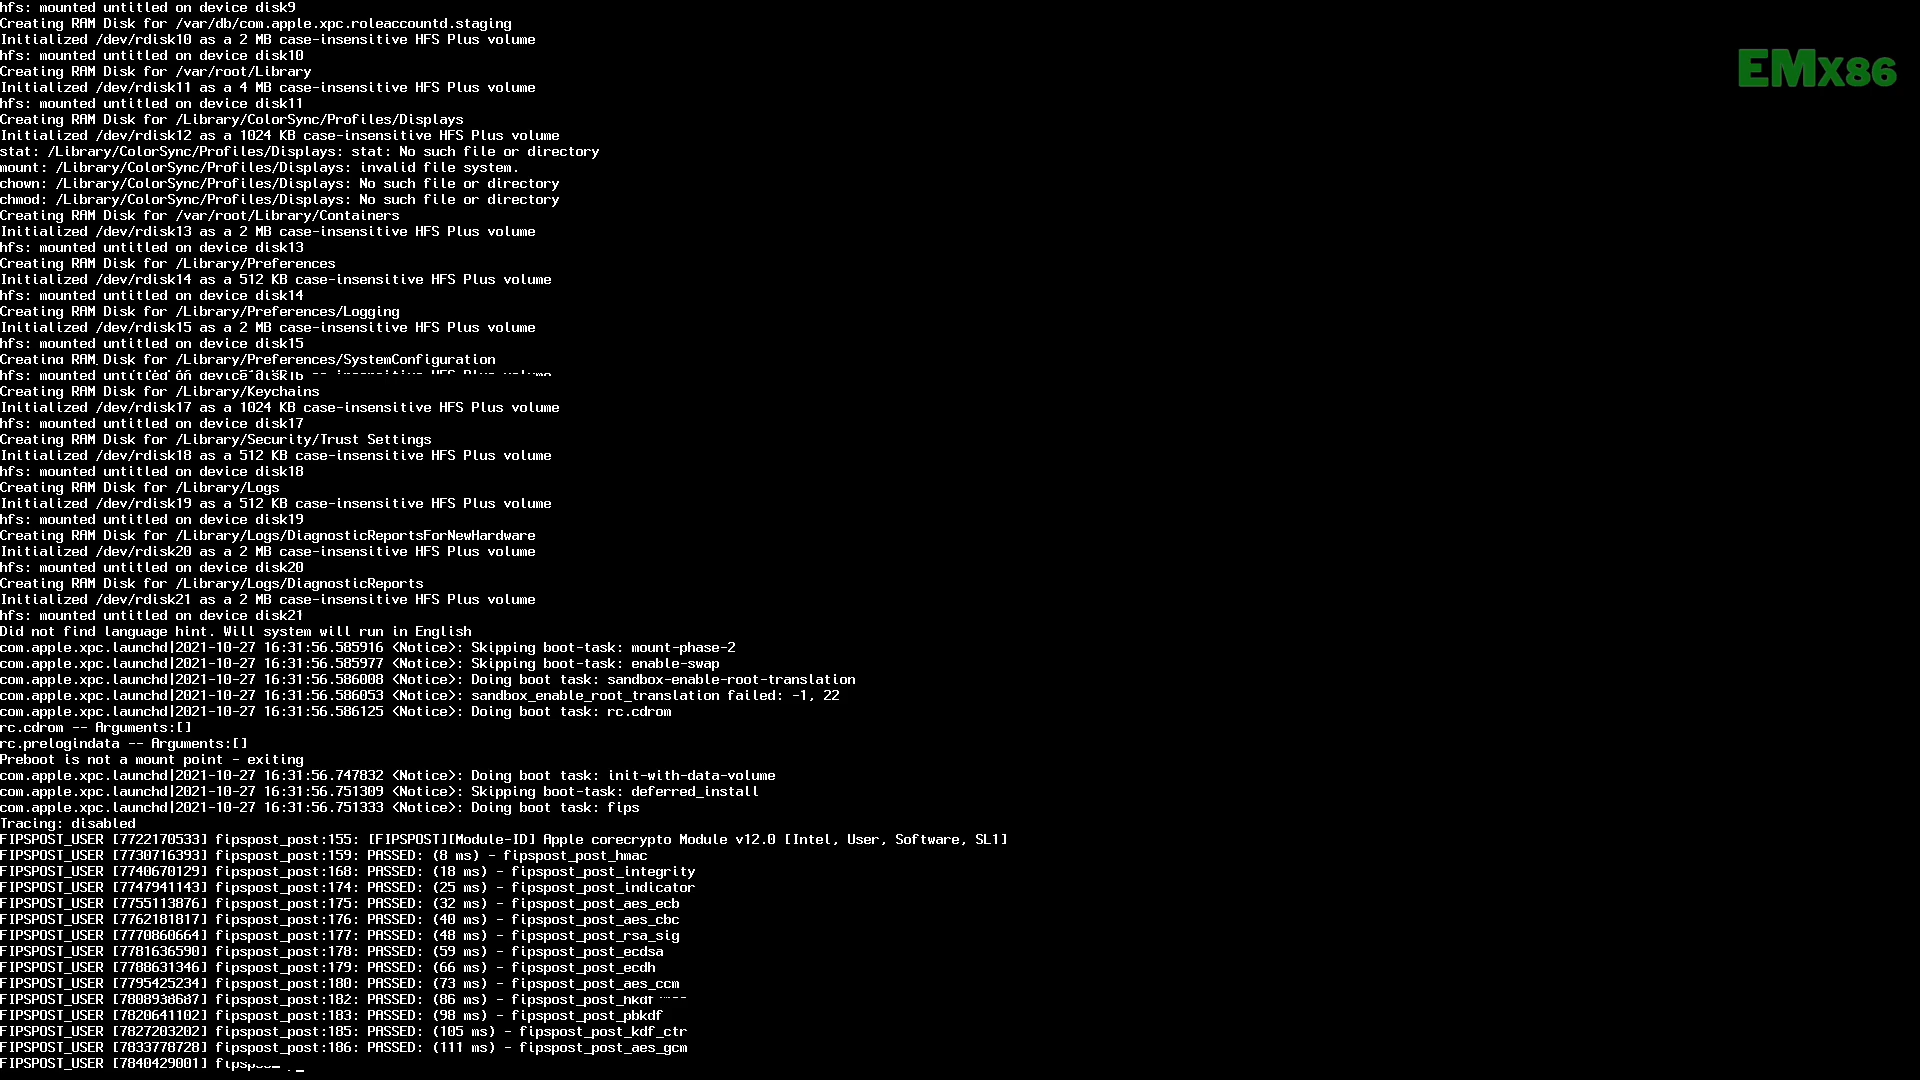 hfs: mounted untitled on device disk9
Creating RAM Disk for /var/db/com.apple.xpc.roleaccountd.staging
Initialized /dev/rdisk10 as a 2 MB case-insensitive HFS Plus volume
hfs: mounted untitled on device disk10
Creating RAM Disk for /var/root/Library
Initialized /dev/rdisk11 as a 4 MB case-insensitive HFS Plus volume
hfs: mounted untitled on device disk11
Creating RAM Disk for /Library/ColorSync/Profiles/Displays
Initialized /dev/rdisk12 as a 1024 KB case-insensitive HFS Plus volume
stat: /Library/ColorSync/Profiles/Displays: stat: No such file or directory
mount: /Library/ColorSync/Profiles/Displays: invalid file system.
chown: /Library/ColorSync/Profiles/Displays: No such file or directory
chmod: /Library/ColorSync/Profiles/Displays: No such file or directory
Creating RAM Disk for /var/root/Library/Containers
Initialized /dev/rdisk13 as a 2 MB case-insensitive HFS Plus volume
hfs: mounted untitled on device disk13
Creating RAM Disk for /Library/Preferences
Initialized /dev/rdisk14 as a 512 KB case-insensitive HFS Plus volume
hfs: mounted untitled on device disk14
Creating RAM Disk for /Library/Preferences/Logging
Initialized /dev/rdisk15 as a 2 MB case-insensitive HFS Plus volume
hfs: mounted untitled on device disk15
Creating RAM Disk for /Library/Preferences/SystemConfiguration
hfs: mounted untitled on device disk16
Creating RAM Disk for /Library/Keychains
Initialized /dev/rdisk17 as a 1024 KB case-insensitive HFS Plus volume
hfs: mounted untitled on device disk17
Creating RAM Disk for /Library/Security/Trust Settings
Initialized /dev/rdisk18 as a 512 KB case-insensitive HFS Plus volume
hfs: mounted untitled on device disk18
Creating RAM Disk for /Library/Logs
Initialized /dev/rdisk19 as a 512 KB case-insensitive HFS Plus volume
hfs: mounted untitled on device disk19
Creating RAM Disk for /Library/Logs/DiagnosticReportsForNewHardware
Initialized /dev/rdisk20 as a 2 MB case-insensitive HFS Plus volume
hfs: mounted untitled on device disk20
Creating RAM Disk for /Library/Logs/DiagnosticReports
Initialized /dev/rdisk21 as a 2 MB case-insensitive HFS Plus volume
hfs: mounted untitled on device disk21
Did not find language hint. Will system will run in English
com.apple.xpc.launchd|2021-10-27 16:31:56.585916 <Notice>: Skipping boot-task: mount-phase-2
com.apple.xpc.launchd|2021-10-27 16:31:56.585977 <Notice>: Skipping boot-task: enable-swap
com.apple.xpc.launchd|2021-10-27 16:31:56.586008 <Notice>: Doing boot task: sandbox-enable-root-translation
com.apple.xpc.launchd|2021-10-27 16:31:56.586053 <Notice>: sandbox_enable_root_translation failed: -1, 22
com.apple.xpc.launchd|2021-10-27 16:31:56.586125 <Notice>: Doing boot task: rc.cdrom
rc.cdrom -- Arguments:[]
rc.prelogindata -- Arguments:[]
Preboot is not a mount point - exiting
com.apple.xpc.launchd|2021-10-27 16:31:56.747832 <Notice>: Doing boot task: init-with-data-volume
com.apple.xpc.launchd|2021-10-27 16:31:56.751309 <Notice>: Skipping boot-task: deferred_install
com.apple.xpc.launchd|2021-10-27 16:31:56.751333 <Notice>: Doing boot task: fips
Tracing: disabled
FIPSPOST_USER [7722170533] fipspost_post:155: [FIPSPOST][Module-ID] Apple corecrypto Module v12.0 [Intel, User, Software, SL1]
FIPSPOST_USER [7730716393] fipspost_post:159: PASSED: (8 ms) - fipspost_post_hmac
FIPSPOST_USER [7740670129] fipspost_post:168: PASSED: (18 ms) - fipspost_post_integrity
FIPSPOST_USER [7747941143] fipspost_post:174: PASSED: (25 ms) - fipspost_post_indicator
FIPSPOST_USER [7755113876] fipspost_post:175: PASSED: (32 ms) - fipspost_post_aes_ecb
FIPSPOST_USER [7762181817] fipspost_post:176: PASSED: (40 ms) - fipspost_post_aes_cbc
FIPSPOST_USER [7770860664] fipspost_post:177: PASSED: (48 ms) - fipspost_post_rsa_sig
FIPSPOST_USER [7781636590] fipspost_post:178: PASSED: (59 ms) - fipspost_post_ecdsa
FIPSPOST_USER [7788631346] fipspost_post:179: PASSED: (66 ms) - fipspost_post_ecdh
FIPSPOST_USER [7795425234] fipspost_post:180: PASSED: (73 ms) - fipspost_post_aes_ccm
FIPSPOST_USER fipspost_post:182: PASSED: (86 ms) - fipspost_post_hkdf
FIPSPOST_USER [7820641102] fipspost_post:183: PASSED: (98 ms) - fipspost_post_pbkdf
FIPSPOST_USER [7827203202] fipspost_post:185: PASSED: (105 ms) - fipspost_post_kdf_ctr
FIPSPOST_USER [7833778728] fipspost_post:186: PASSED: (111 ms) - fipspost_post_aes_gcm
FIPSPOST_USER [7840429001]
EMx86